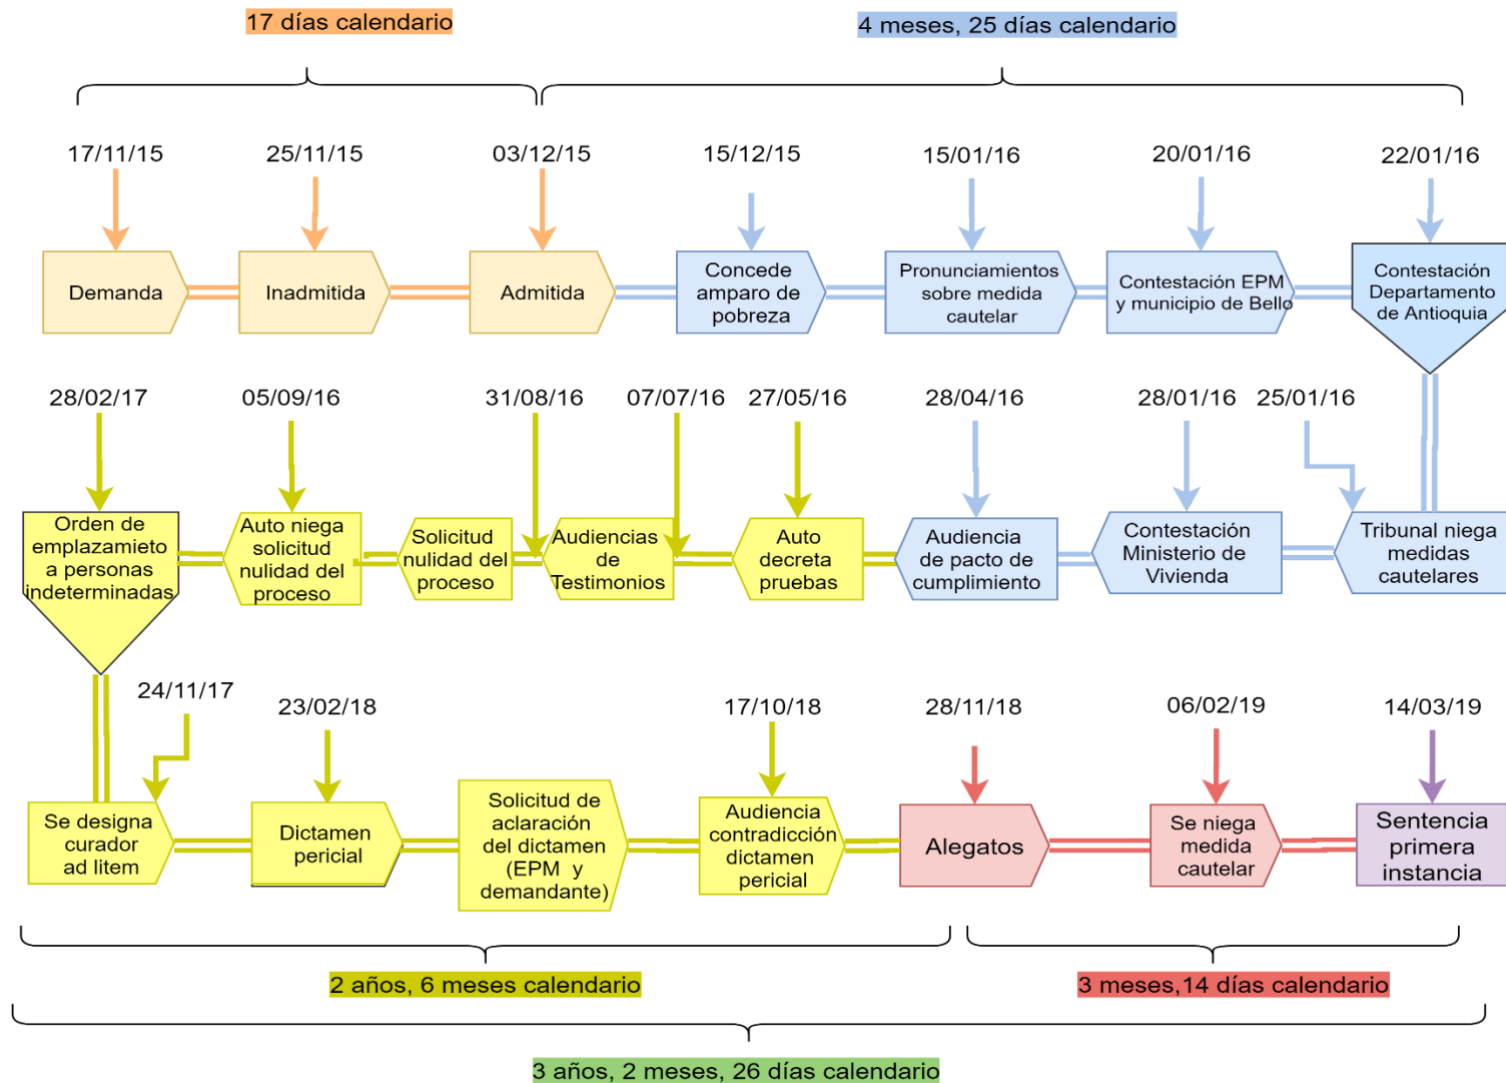 17 días calendario
4 meses, 25 días calendario
17/11/15
25/11/15
03/12/15
15/12/15
15/01/16
20/01/16
22/01/16
Demanda
Inadmitida
Admitida
Concede
amparo de
pobreza
Pronunciamientos
sobre medida
cautelar
Contestación EPM
y municipio de Bello
Contestación
Departamento
de Antioquia
28/02/17
05/09/16
31/08/16
07/07/16
27/05/16
28/04/16
28/01/16
25/01/16
Orden de
emplazamieto
a personas
indeterminadas
Auto niega
solicitud
nulidad del
proceso
Solicitud
nulidad del
proceso
Audiencias
de
Testimonios
Auto
decreta
pruebas
Audiencia
de pacto de
cumplimiento
Contestación
Ministerio de
Vivienda
Tribunal niega
medidas
cautelares
24/11/17
23/02/18
17/10/18
28/11/18
06/02/19
14/03/19
Se designa
curador
ad litem
Dictamen
pericial
Solicitud de
aclaración
del dictamen
(EPM y
demandante)
Audiencia
contradicción
dictamen
pericial
Alegatos
Se niega
medida
cautelar
Sentencia
primera
instancia
2 años, 6 meses calendario
3 meses,14 días calendario
3 años, 2 meses, 26 días calendario